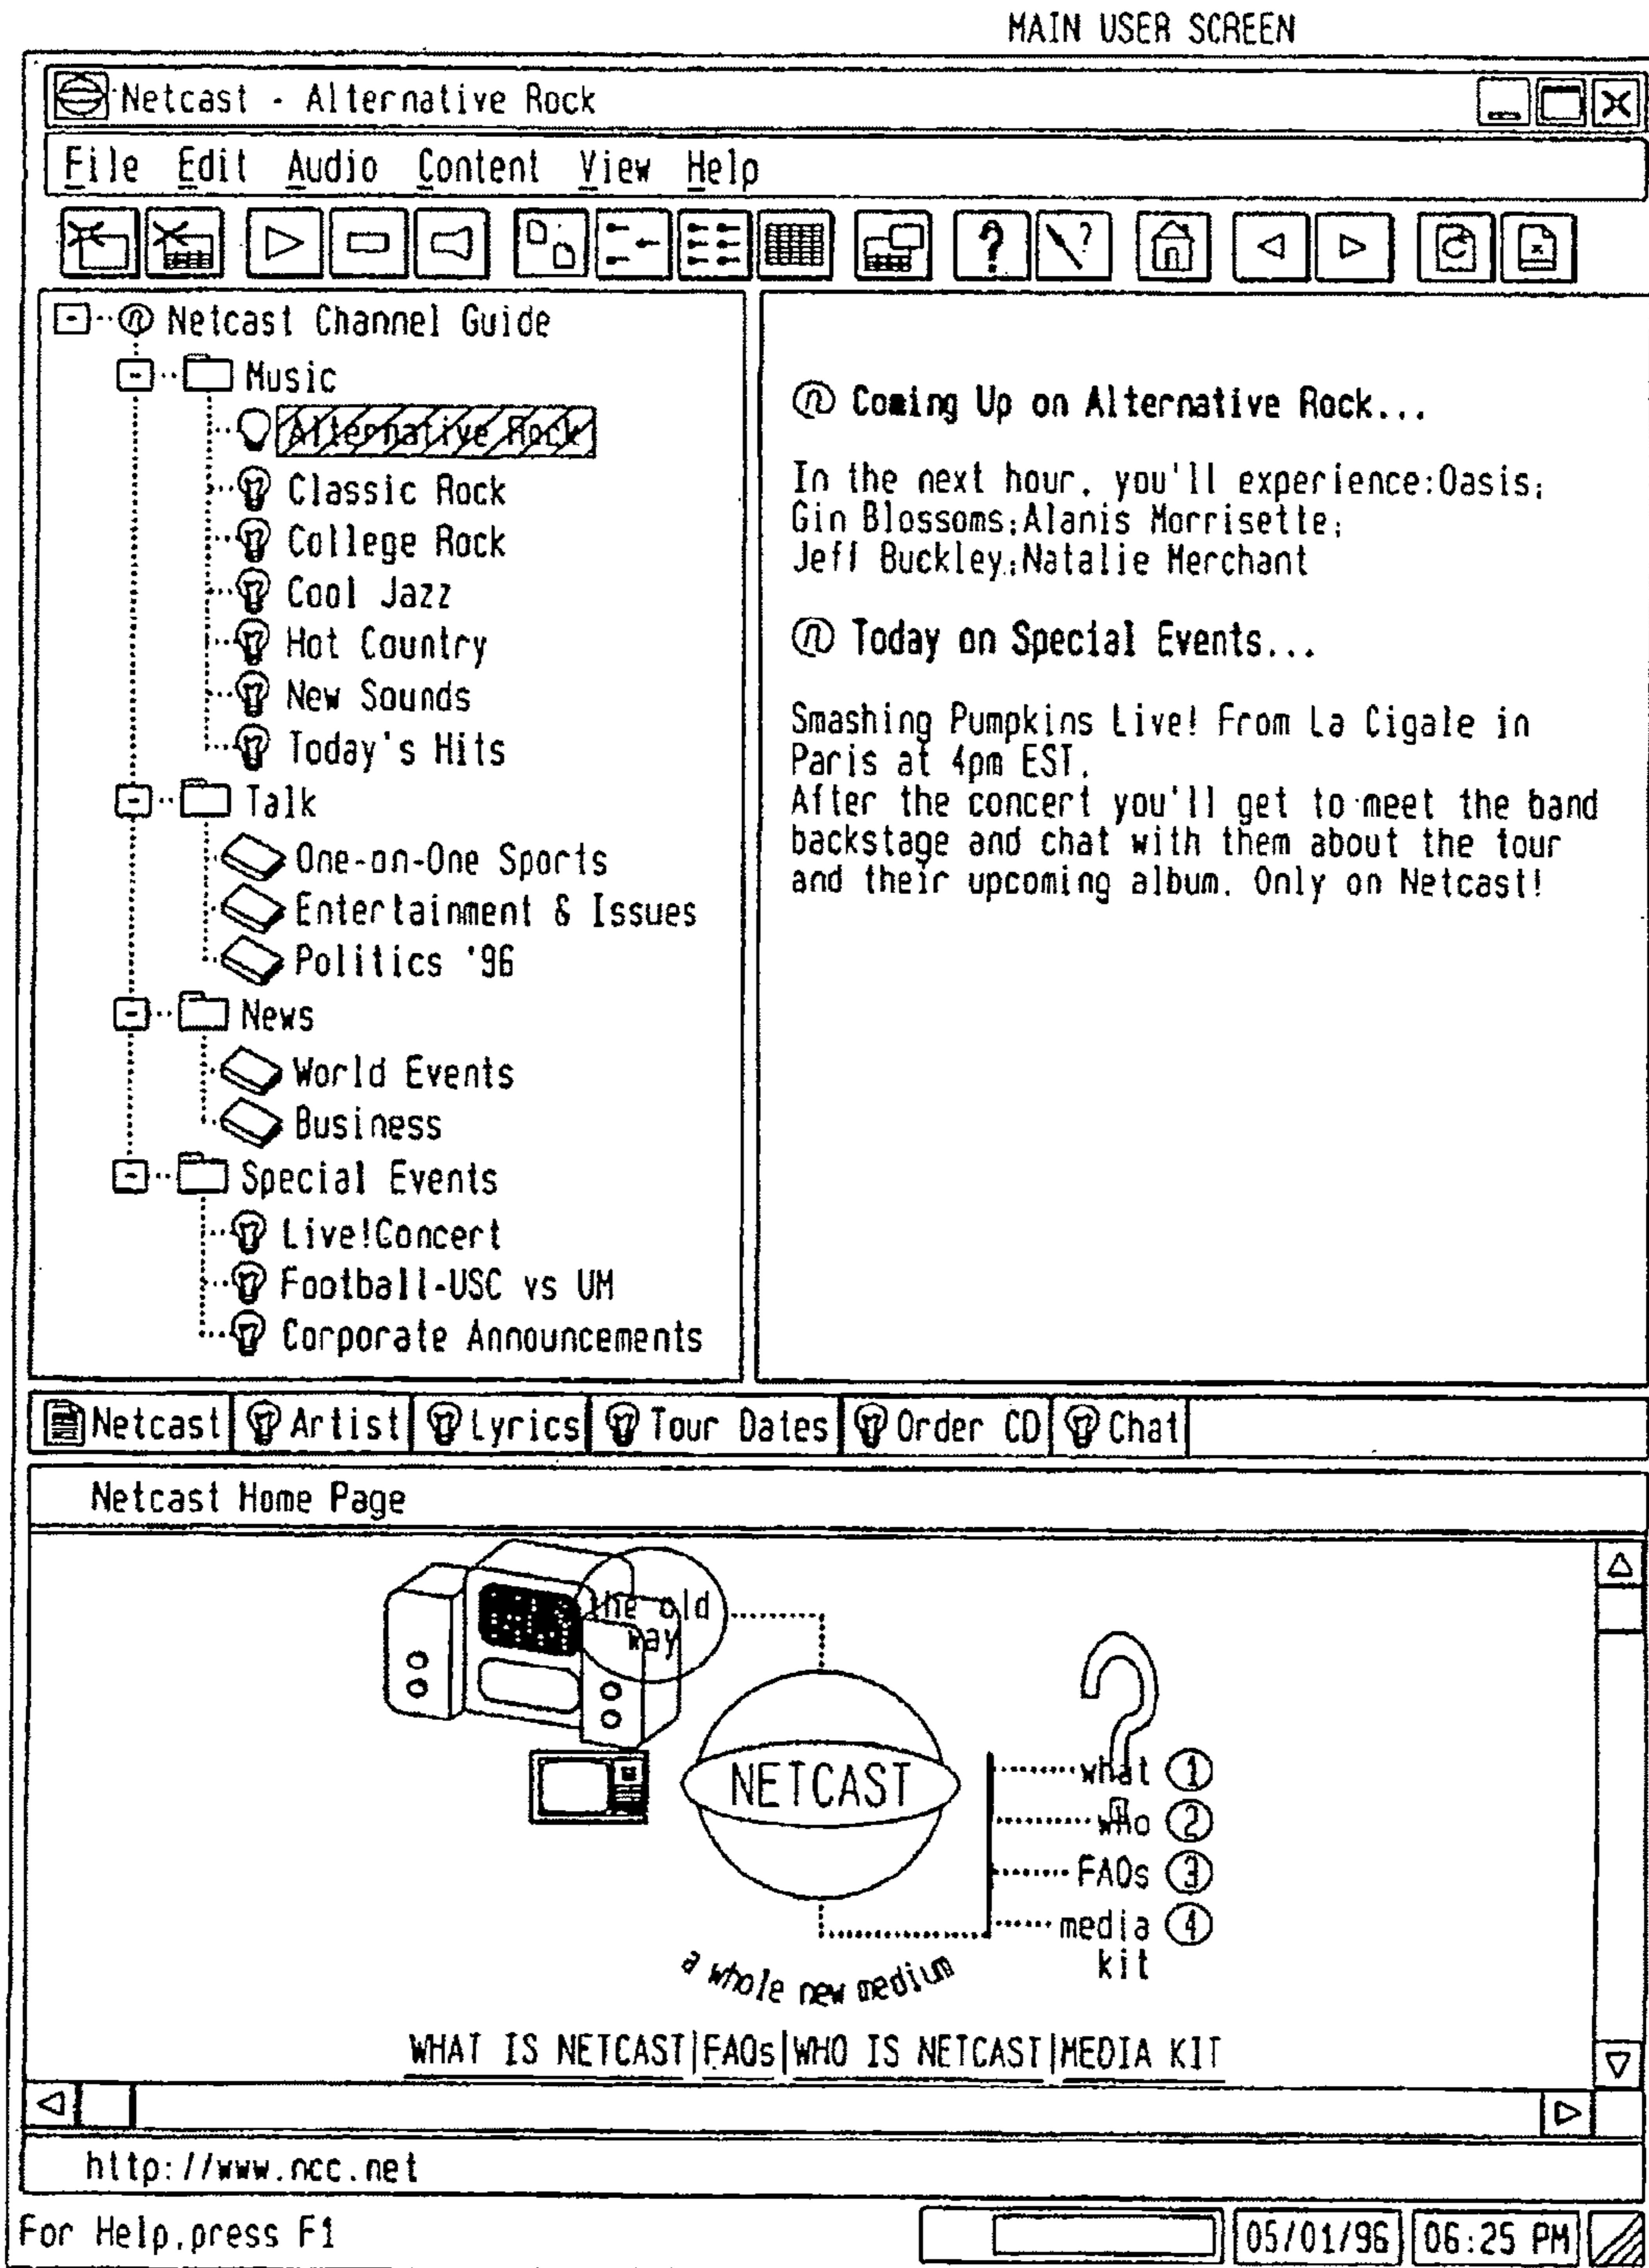 MAIN USER SCREEN
Netcast - Alternative Rock
File Edit Audio Content View Help
Netcast Channel Guide
Music
Alternative Rock
Classic Rock
College Rock
Cool Jazz
Hot Country
New Sounds
Today's Hits
Talk
One-on-One Sports
Entertainment & Issues
Politics '96
News
World Events
Business
Special Events
Live!Concert
Football-USC vs UM
Corporate Announcements
Coming Up on Alternative Rock...
In the next hour, you'll experience:Oasis;
Gin Blossoms;Alanis Morrisette;
Jeff Buckley;Natalie Merchant
Today on Special Events...
Smashing Pumpkins Live! From La Cigale in
Paris at 4pm EST.
After the concert you'll get to meet the band
backstage and chat with them about the tour
and their upcoming album. Only on Netcast!
Netcast Artist Lyrics Tour Dates Order CD Chat
Netcast Home Page
the old
way
NETCAST
what 1
who 2
FAQs 3
media 4
kit
a whole new medium
WHAT IS NETCAST|FAQs|WHO IS NETCAST|MEDIA KIT
http://www.ncc.net
For Help,press F1
05/01/96 06:25 PM